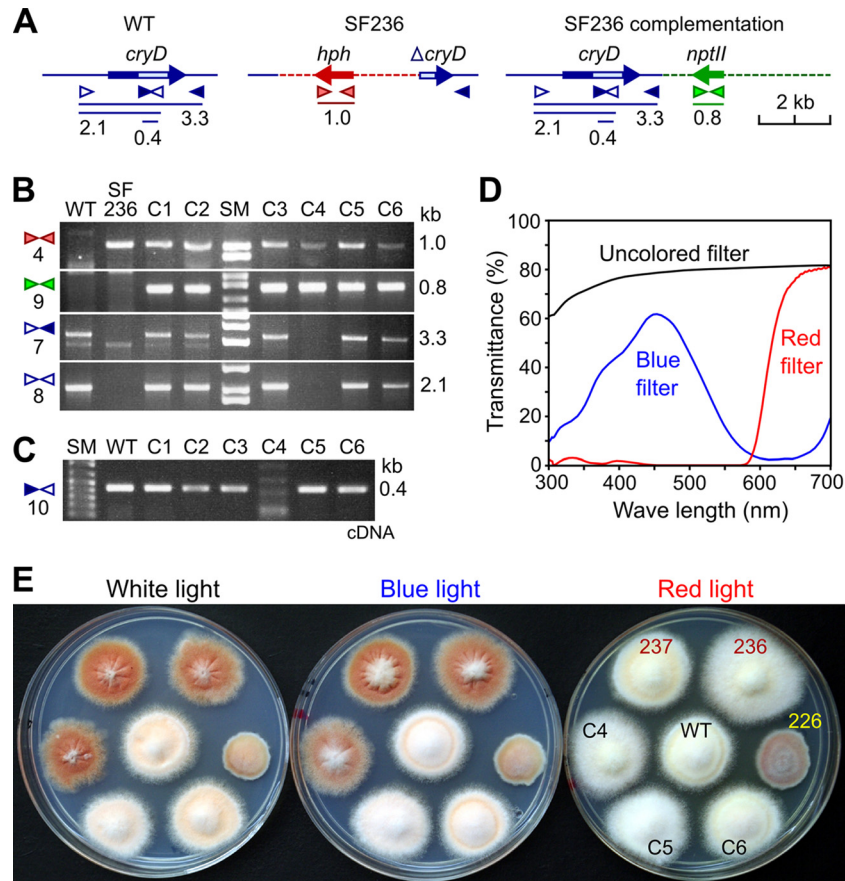 A
WT SF236 SF236 complementation
cryD hph ΔcryD cryD nptII
2.1 0.4 3.3 1.0 2.1 0.4 3.3 0.8 2 kb
B
WT SF 236 C1 C2 SM C3 C4 C5 C6 kb
4 1.0
9 0.8
7 3.3
8 2.1
C
SM WT C1 C2 C3 C4 C5 C6 kb
10 0.4
cDNA
D
Transmittance (%)
100
80
60
40
20
0
Uncolored filter
Blue filter
Red filter
300 400 500 600 700
Wave length (nm)
E
White light Blue light Red light
237 236
226
C4 WT
C5 C6